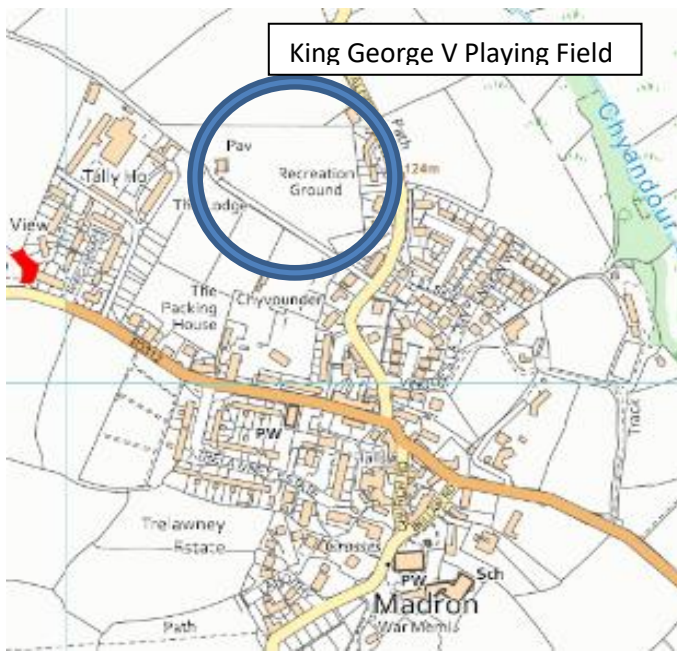 King George V Playing Field
Path
Chyandour
Pav
124m
Recreation
Ground
Tally Ho
The Lodge
View
The
Packing
House
Chyvounder
Track
PW
Trelawney
Estate
PW
Sch
Madron
War Meml
Path